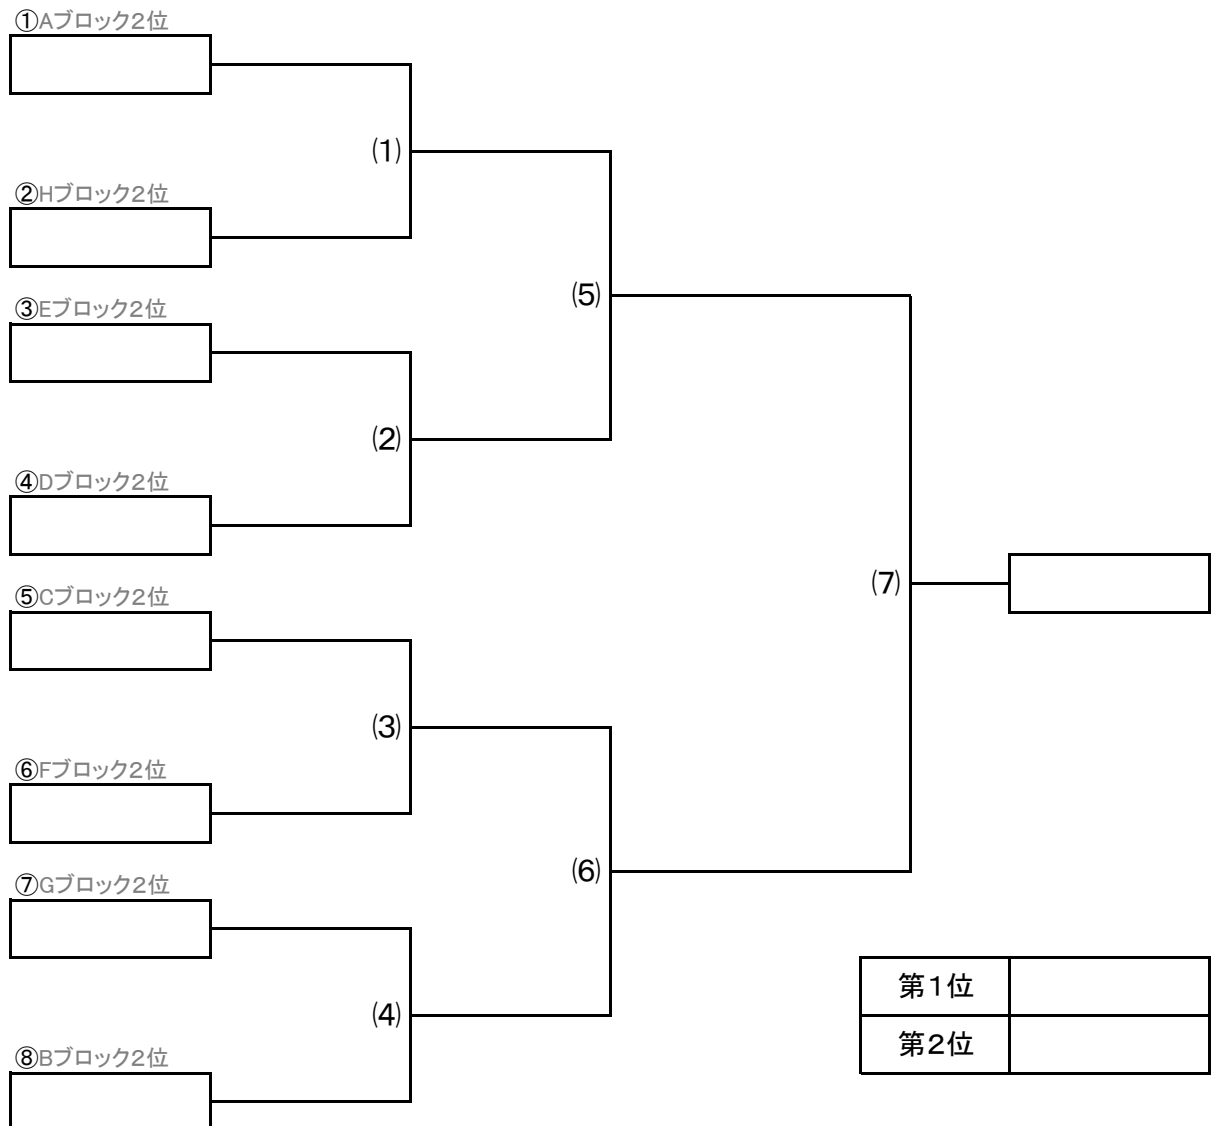 ①Aブロック２位
⑴
②Hブロック２位
⑸
③Eブロック２位
⑵
④Dブロック２位
⑺
⑤Cブロック２位
⑶
⑥Fブロック２位
⑹
⑦Gブロック２位
⑷
⑧Bブロック２位
第１位
第２位